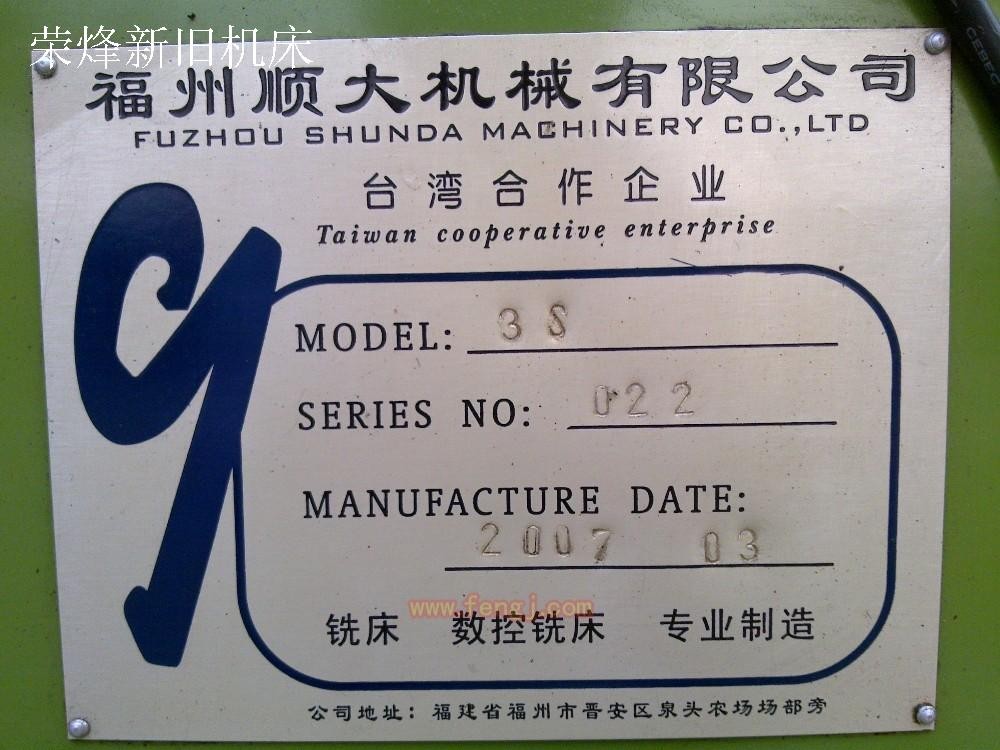 荣烽新旧机床
福州顺大机械有限公司
FUZHOU SHUNDA MACHINERY CO.,LTD
台湾合作企业
Taiwan cooperative enterprise
MODEL: 3S
SERIES NO: 022
MANUFACTURE DATE:
2007 03
www.fengj.com
铣床 数控铣床 专业制造
公司地址：福建省福州市晋安区泉头农场场部旁